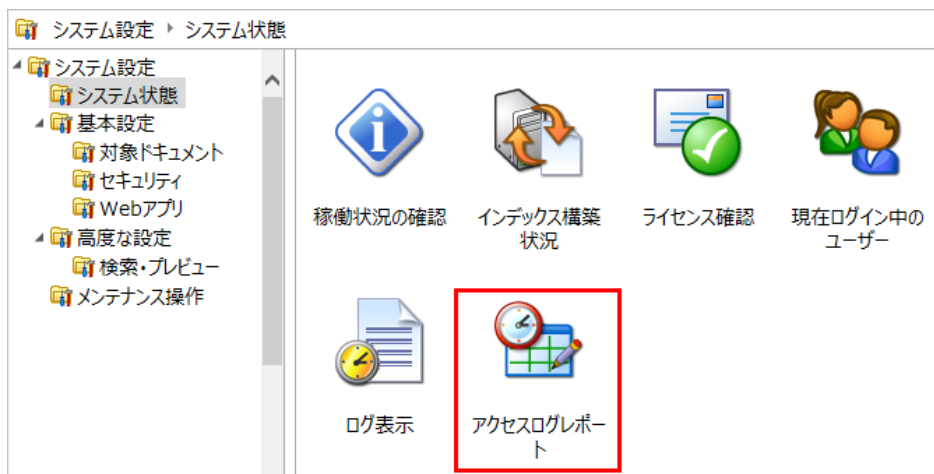 システム設定 ▸ システム状態
システム設定
システム状態
基本設定
対象ドキュメント
セキュリティ
Webアプリ
高度な設定
検索・プレビュー
メンテナンス操作
稼働状況の確認
インデックス構築
状況
ライセンス確認
現在ログイン中の
ユーザー
ログ表示
アクセスログレポー
ト